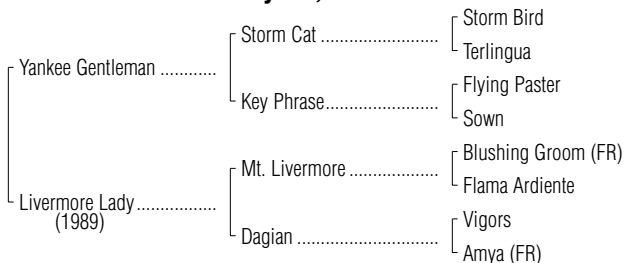 Storm Bird
Storm Cat ......................
Terlingua
Yankee Gentleman ............
Flying Paster
Key Phrase.......................
Sown
Blushing Groom (FR)
Mt. Livermore ..................
Flama Ardiente
Livermore Lady.................
(1989)
Vigors
Dagian ............................
Amya (FR)